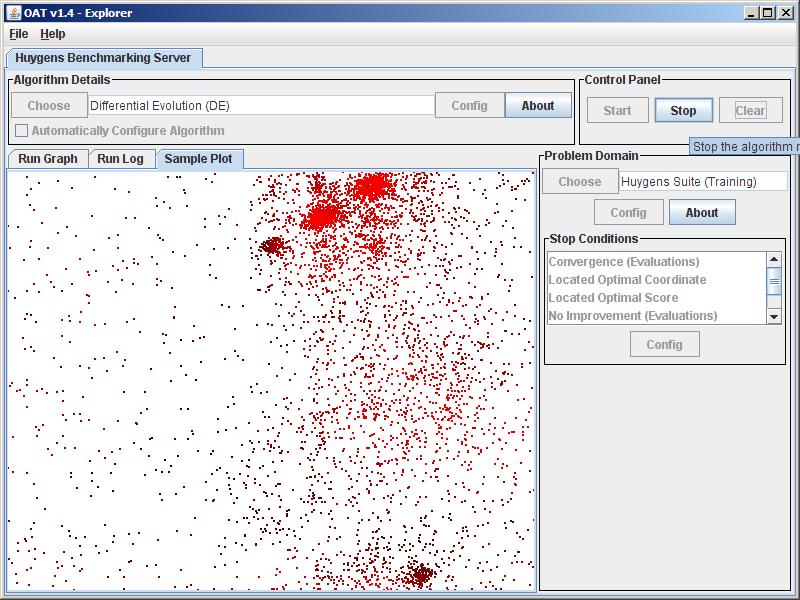 OAT v1.4 - Explorer
File Help
Huygens Benchmarking Server
Algorithm Details
Choose Differential Evolution (DE) Config About
Automatically Configure Algorithm
Control Panel
Start Stop Clear
Stop the algorithm r
Run Graph Run Log Sample Plot
Problem Domain
Choose Huygens Suite (Training)
Config About
Stop Conditions
Convergence (Evaluations)
Located Optimal Coordinate
Located Optimal Score
No Improvement (Evaluations)
Config